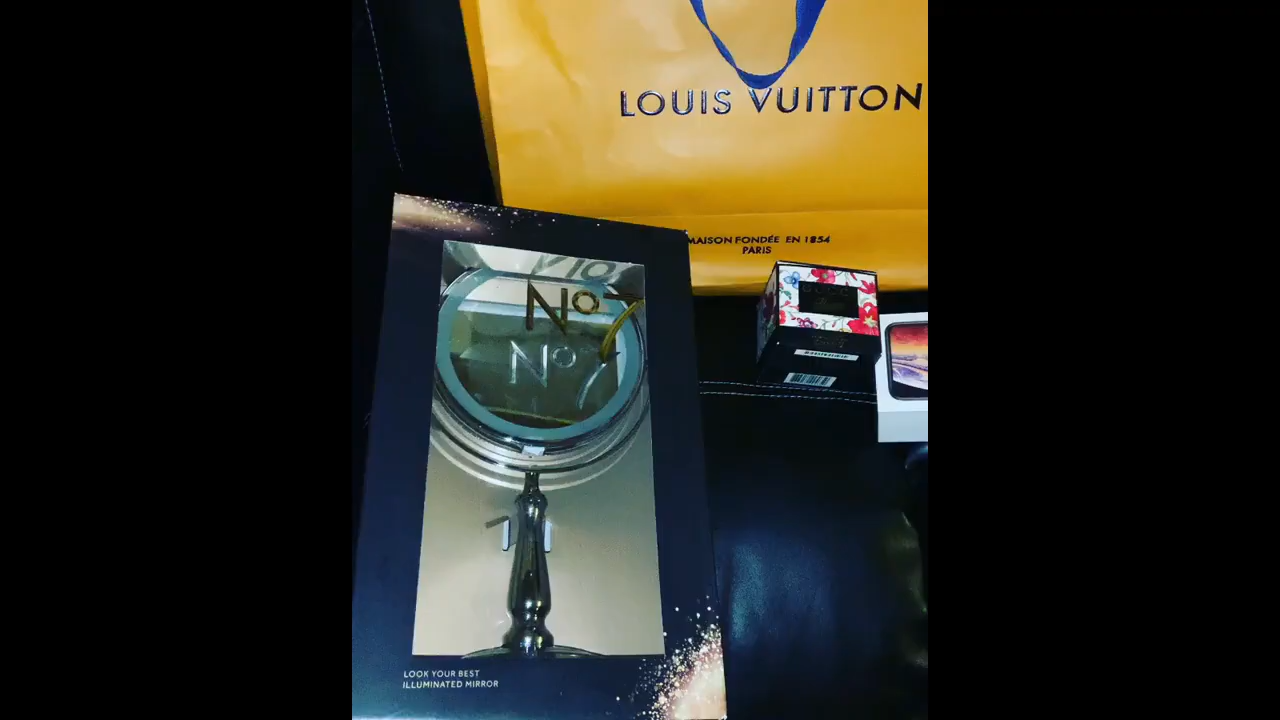 LOUIS VUITTON
MAISON FONDÉE EN 1854
PARIS
Nº7
Nº7
LOOK YOUR BEST
ILLUMINATED MIRROR